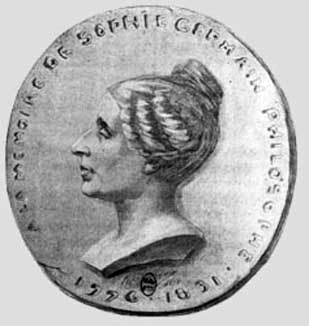 A LA MEMOIRE DE SOPHIE GERMAIN PHILOSOPHE
1776 - 1831 -